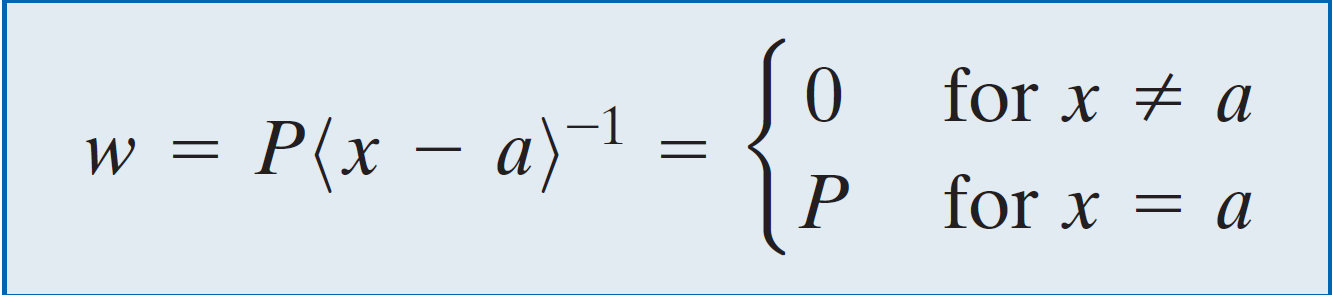 w = P⟨x − a⟩⁻¹ = { 0 for x ≠ a
P for x = a